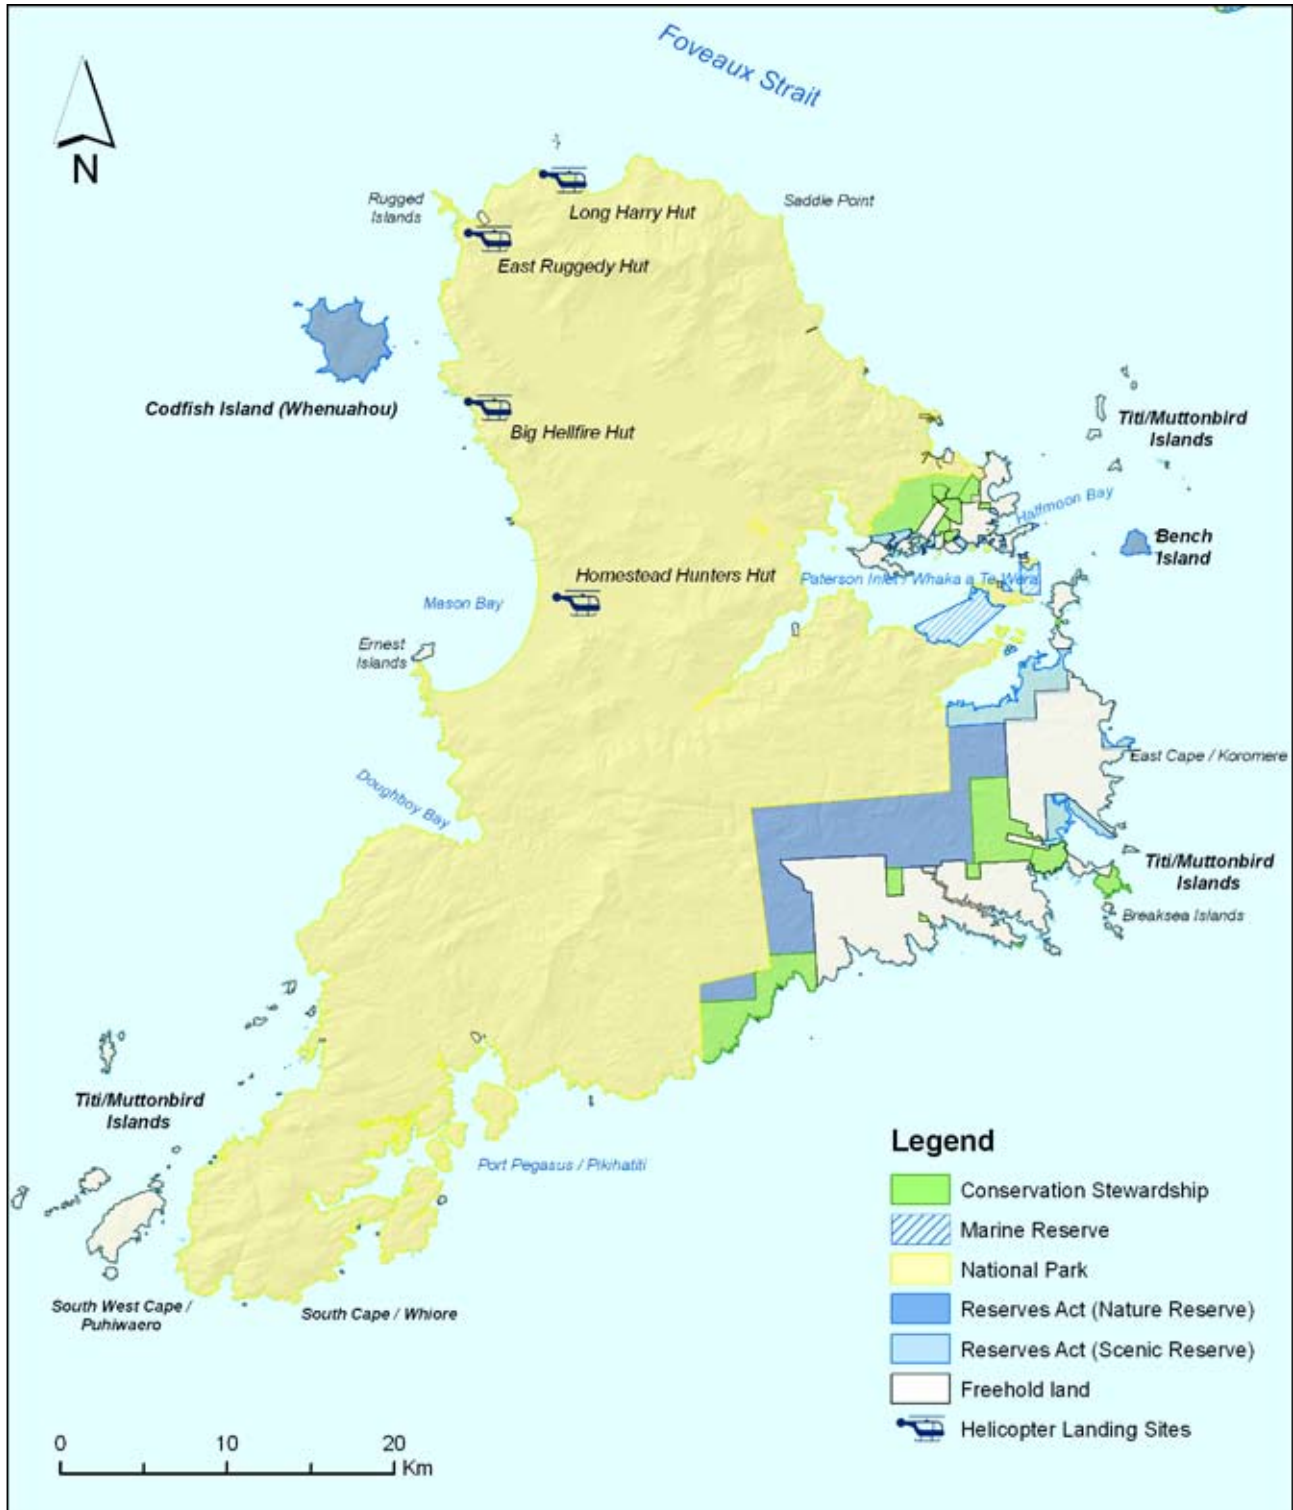 Foveaux Strait
N
Rugged
Islands
Saddle Point
Long Harry Hut
East Ruggedy Hut
Codfish Island (Whenuahou)
Big Hellfire Hut
Titi/Muttonbird
Islands
Halfmoon Bay
Bench
Island
Homestead Hunters Hut
Paterson Inlet / Whaka a Te Wera
Mason Bay
Ernest
Islands
East Cape / Koromere
Doughboy Bay
Titi/Muttonbird
Islands
Breaksea Islands
Titi/Muttonbird
Islands
Port Pegasus / Pikihatiti
South West Cape /
Puhiwaero
South Cape / Whiore
Legend
Conservation Stewardship
Marine Reserve
National Park
Reserves Act (Nature Reserve)
Reserves Act (Scenic Reserve)
Freehold land
Helicopter Landing Sites
0 10 20
Km